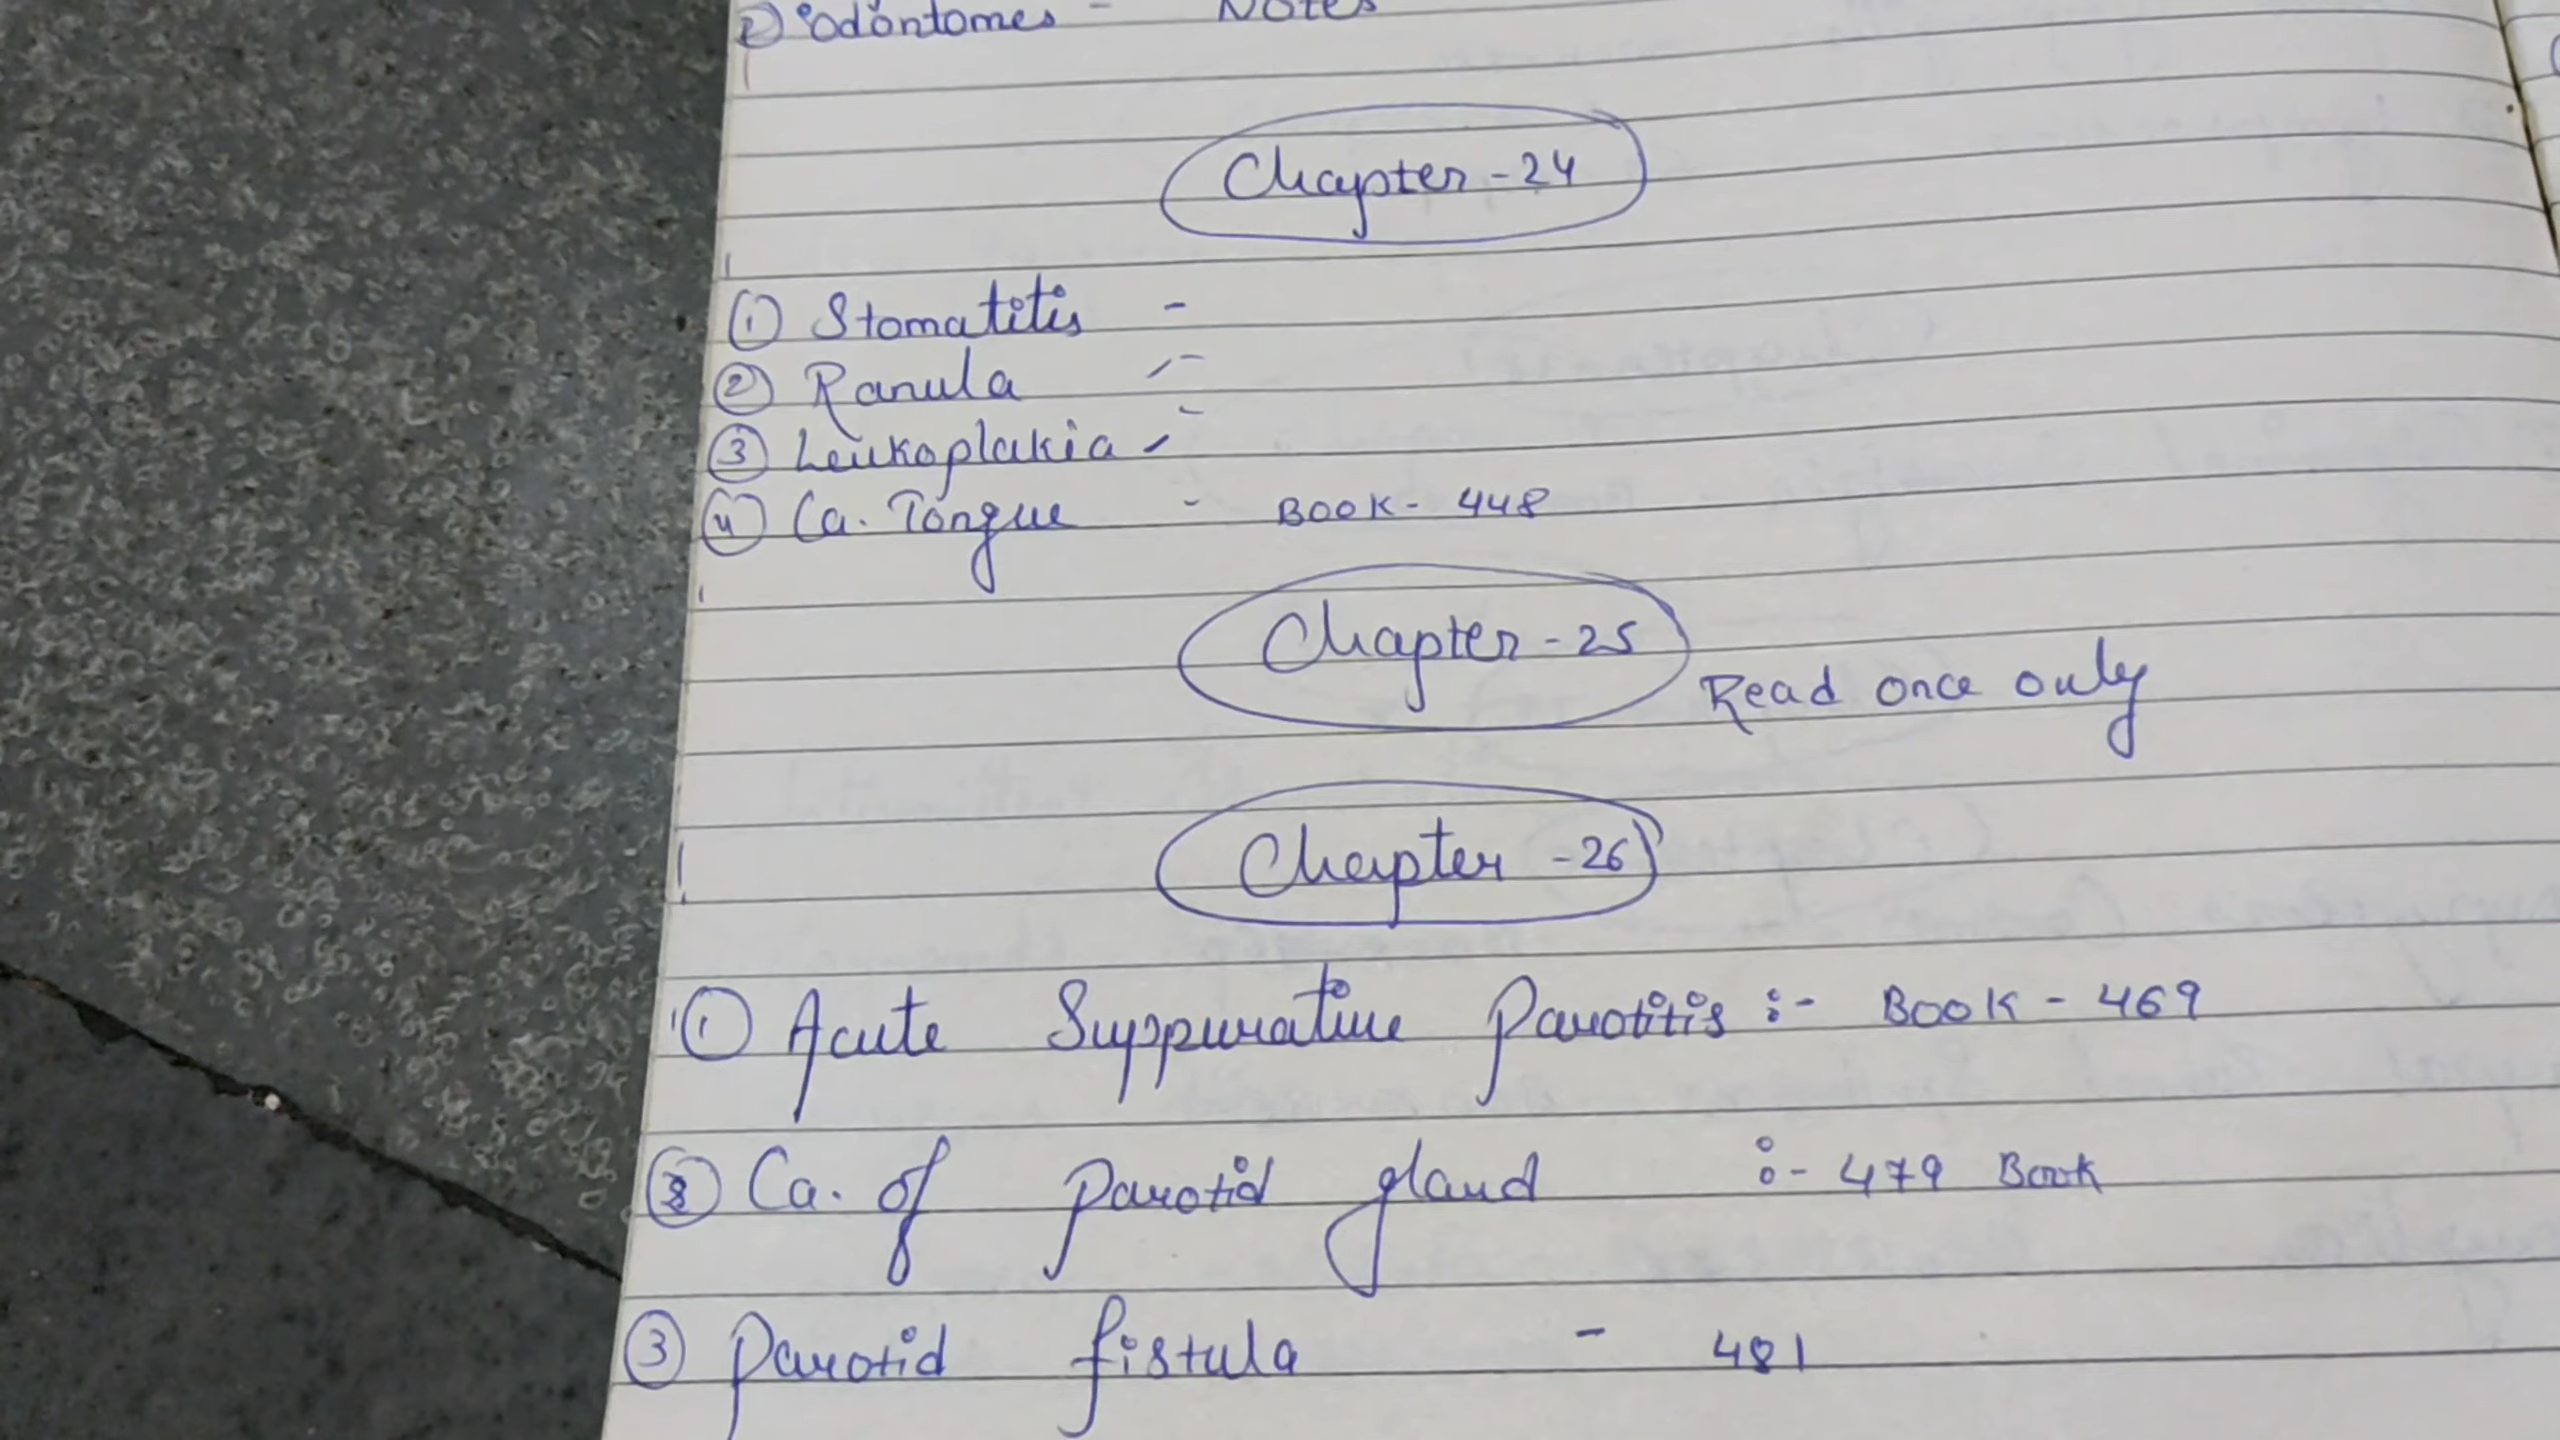 ② Odontomes - Notes
Chapter - 24
① Stomatitis -
② Ranula -
③ Leukoplakia -
④ Ca. Tongue - BOOK - 448
Chapter - 25 Read once only
Chapter - 26
① Acute Suppurative Parotitis :- BOOK - 469
② Ca. of Parotid gland :- 479 Book
③ Parotid fistula - 481